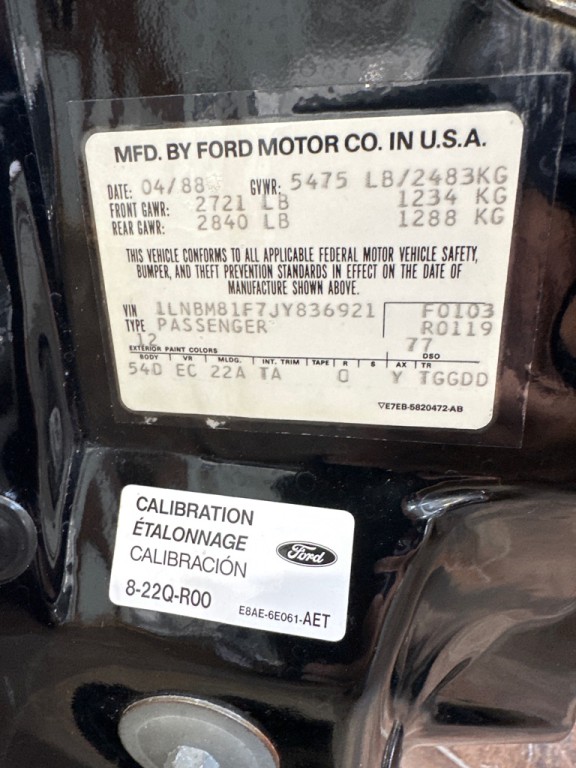 MFD. BY FORD MOTOR CO. IN U.S.A.
DATE: 04/88 GVWR: 5475 LB/2483KG
FRONT GAWR: 2721 LB 1234 KG
REAR GAWR: 2840 LB 1288 KG
THIS VEHICLE CONFORMS TO ALL APPLICABLE FEDERAL MOTOR VEHICLE SAFETY,
BUMPER, AND THEFT PREVENTION STANDARDS IN EFFECT ON THE DATE OF
MANUFACTURE SHOWN ABOVE.
VIN 1LNBM81F7JY836921 F0103
TYPE PASSENGER R0119
12 77
EXTERIOR PAINT COLORS DSO
BODY VR MLDG. INT. TRIM TAPE R S AX TR
54D EC 22A TA Q Y TGGDD
▽E7EB-5820472-AB
CALIBRATION
ÉTALONNAGE
CALIBRACIÓN
Ford
8-22Q-R00
E8AE-6E061-AET